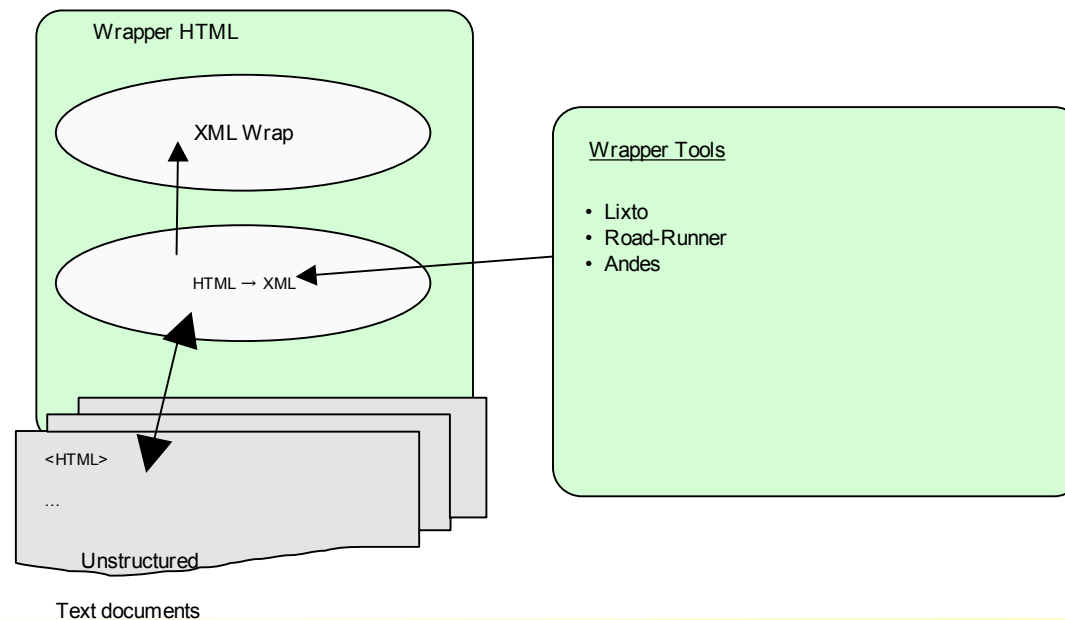 Wrapper HTML
XML Wrap
HTML → XML
<HTML>
...
Unstructured
Text documents
Wrapper Tools
• Lixto
• Road-Runner
• Andes